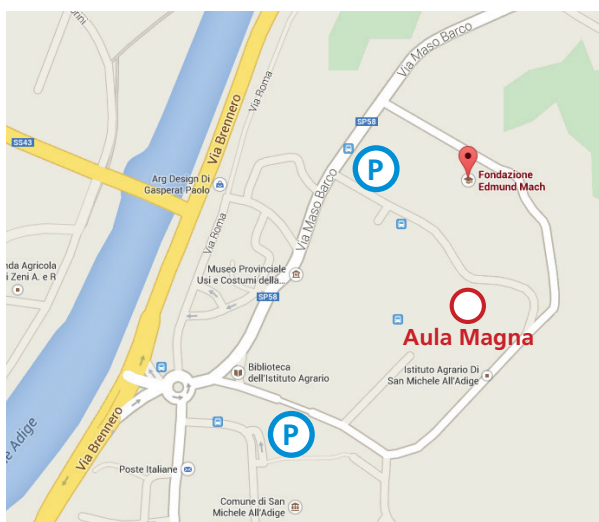 Via Maso Barco
SP58
Via Roma
SS43
Via Brennero
P
Fondazione
Edmund Mach
Arg Design Di
Gasperat Paolo
Via Roma
Via Maso Barco
Museo Provinciale
Usi e Costumi della...
nda Agricola
i Zeni A. e R
SP58
Aula Magna
Biblioteca
dell'Istituto Agrario
Istituto Agrario Di
San Michele All'Adige
Via Brennero
P
Adige
Poste Italiane
Comune di San
Michele All'Adige